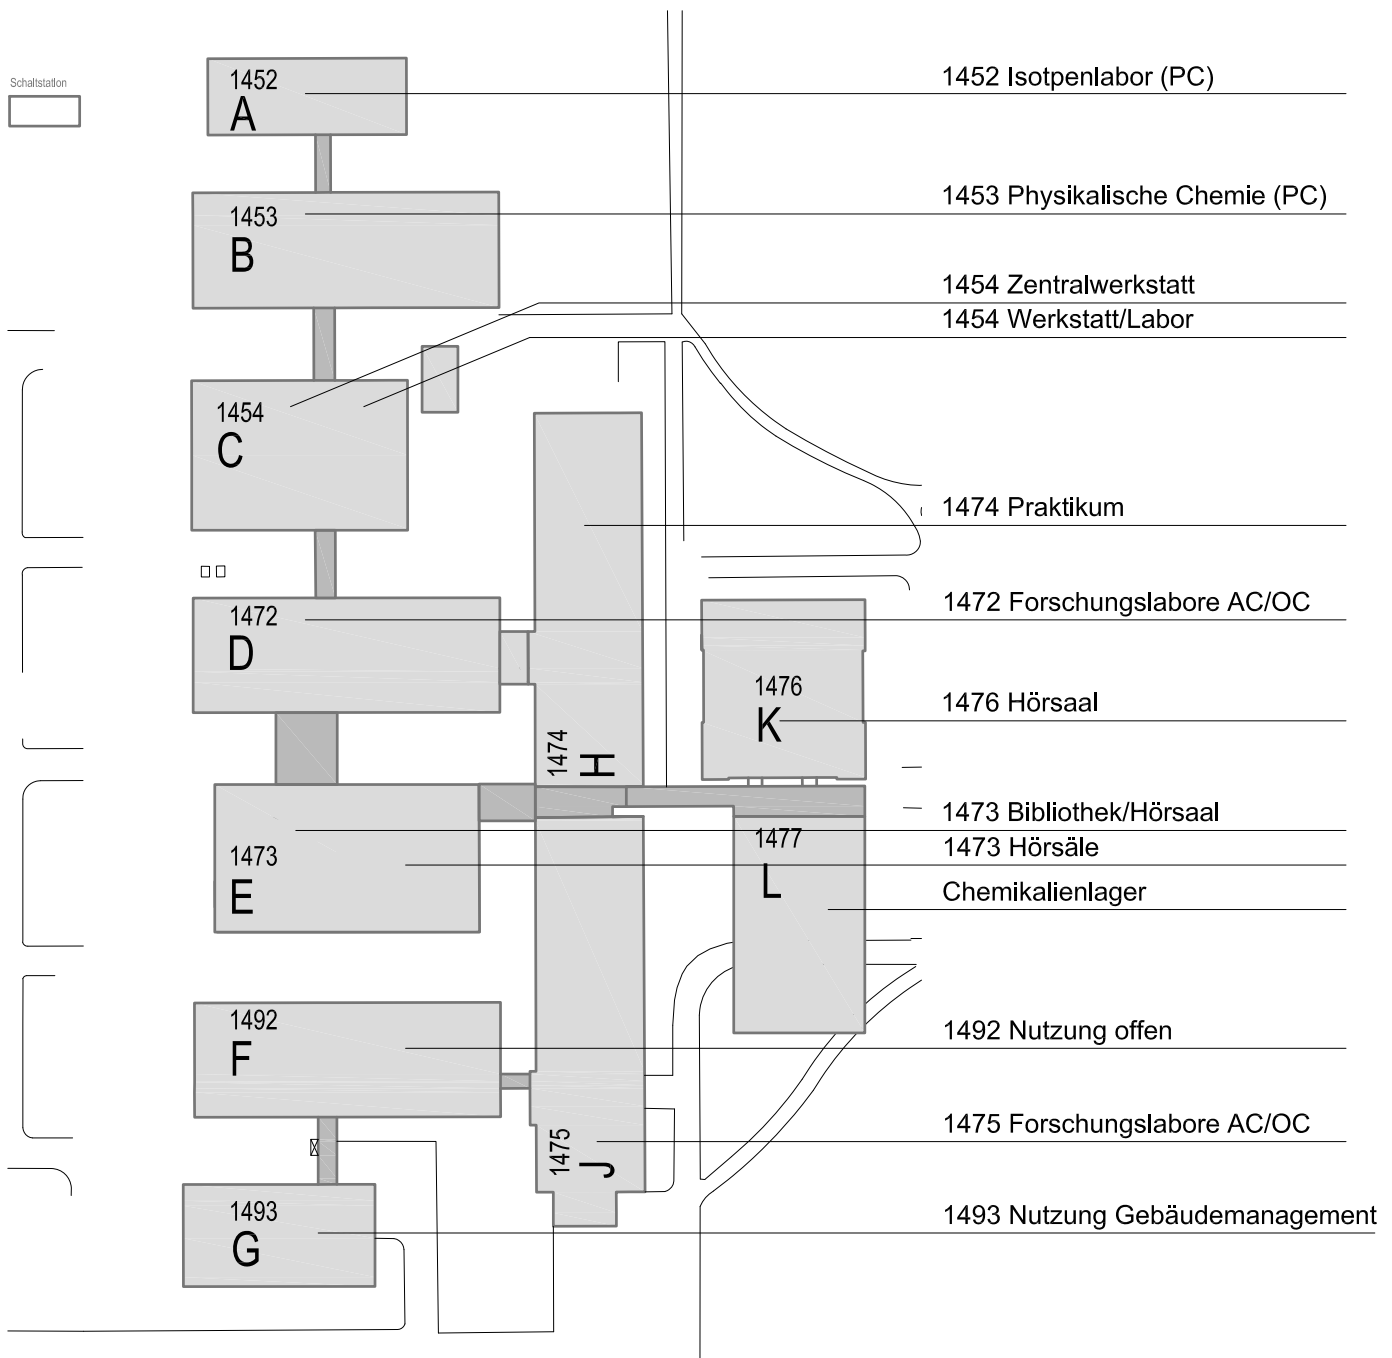 Schaltstation
1452
A
1452 Isotpenlabor (PC)
1453
B
1453 Physikalische Chemie (PC)
1454 Zentralwerkstatt
1454 Werkstatt/Labor
1454
C
1474 Praktikum
1472
D
1472 Forschungslabore AC/OC
1474
H
1476
K
1476 Hörsaal
1473 Bibliothek/Hörsaal
1473
E
1473 Hörsäle
1477
L
Chemikalienlager
1492
F
1492 Nutzung offen
1475
J
1475 Forschungslabore AC/OC
1493
G
1493 Nutzung Gebäudemanagement